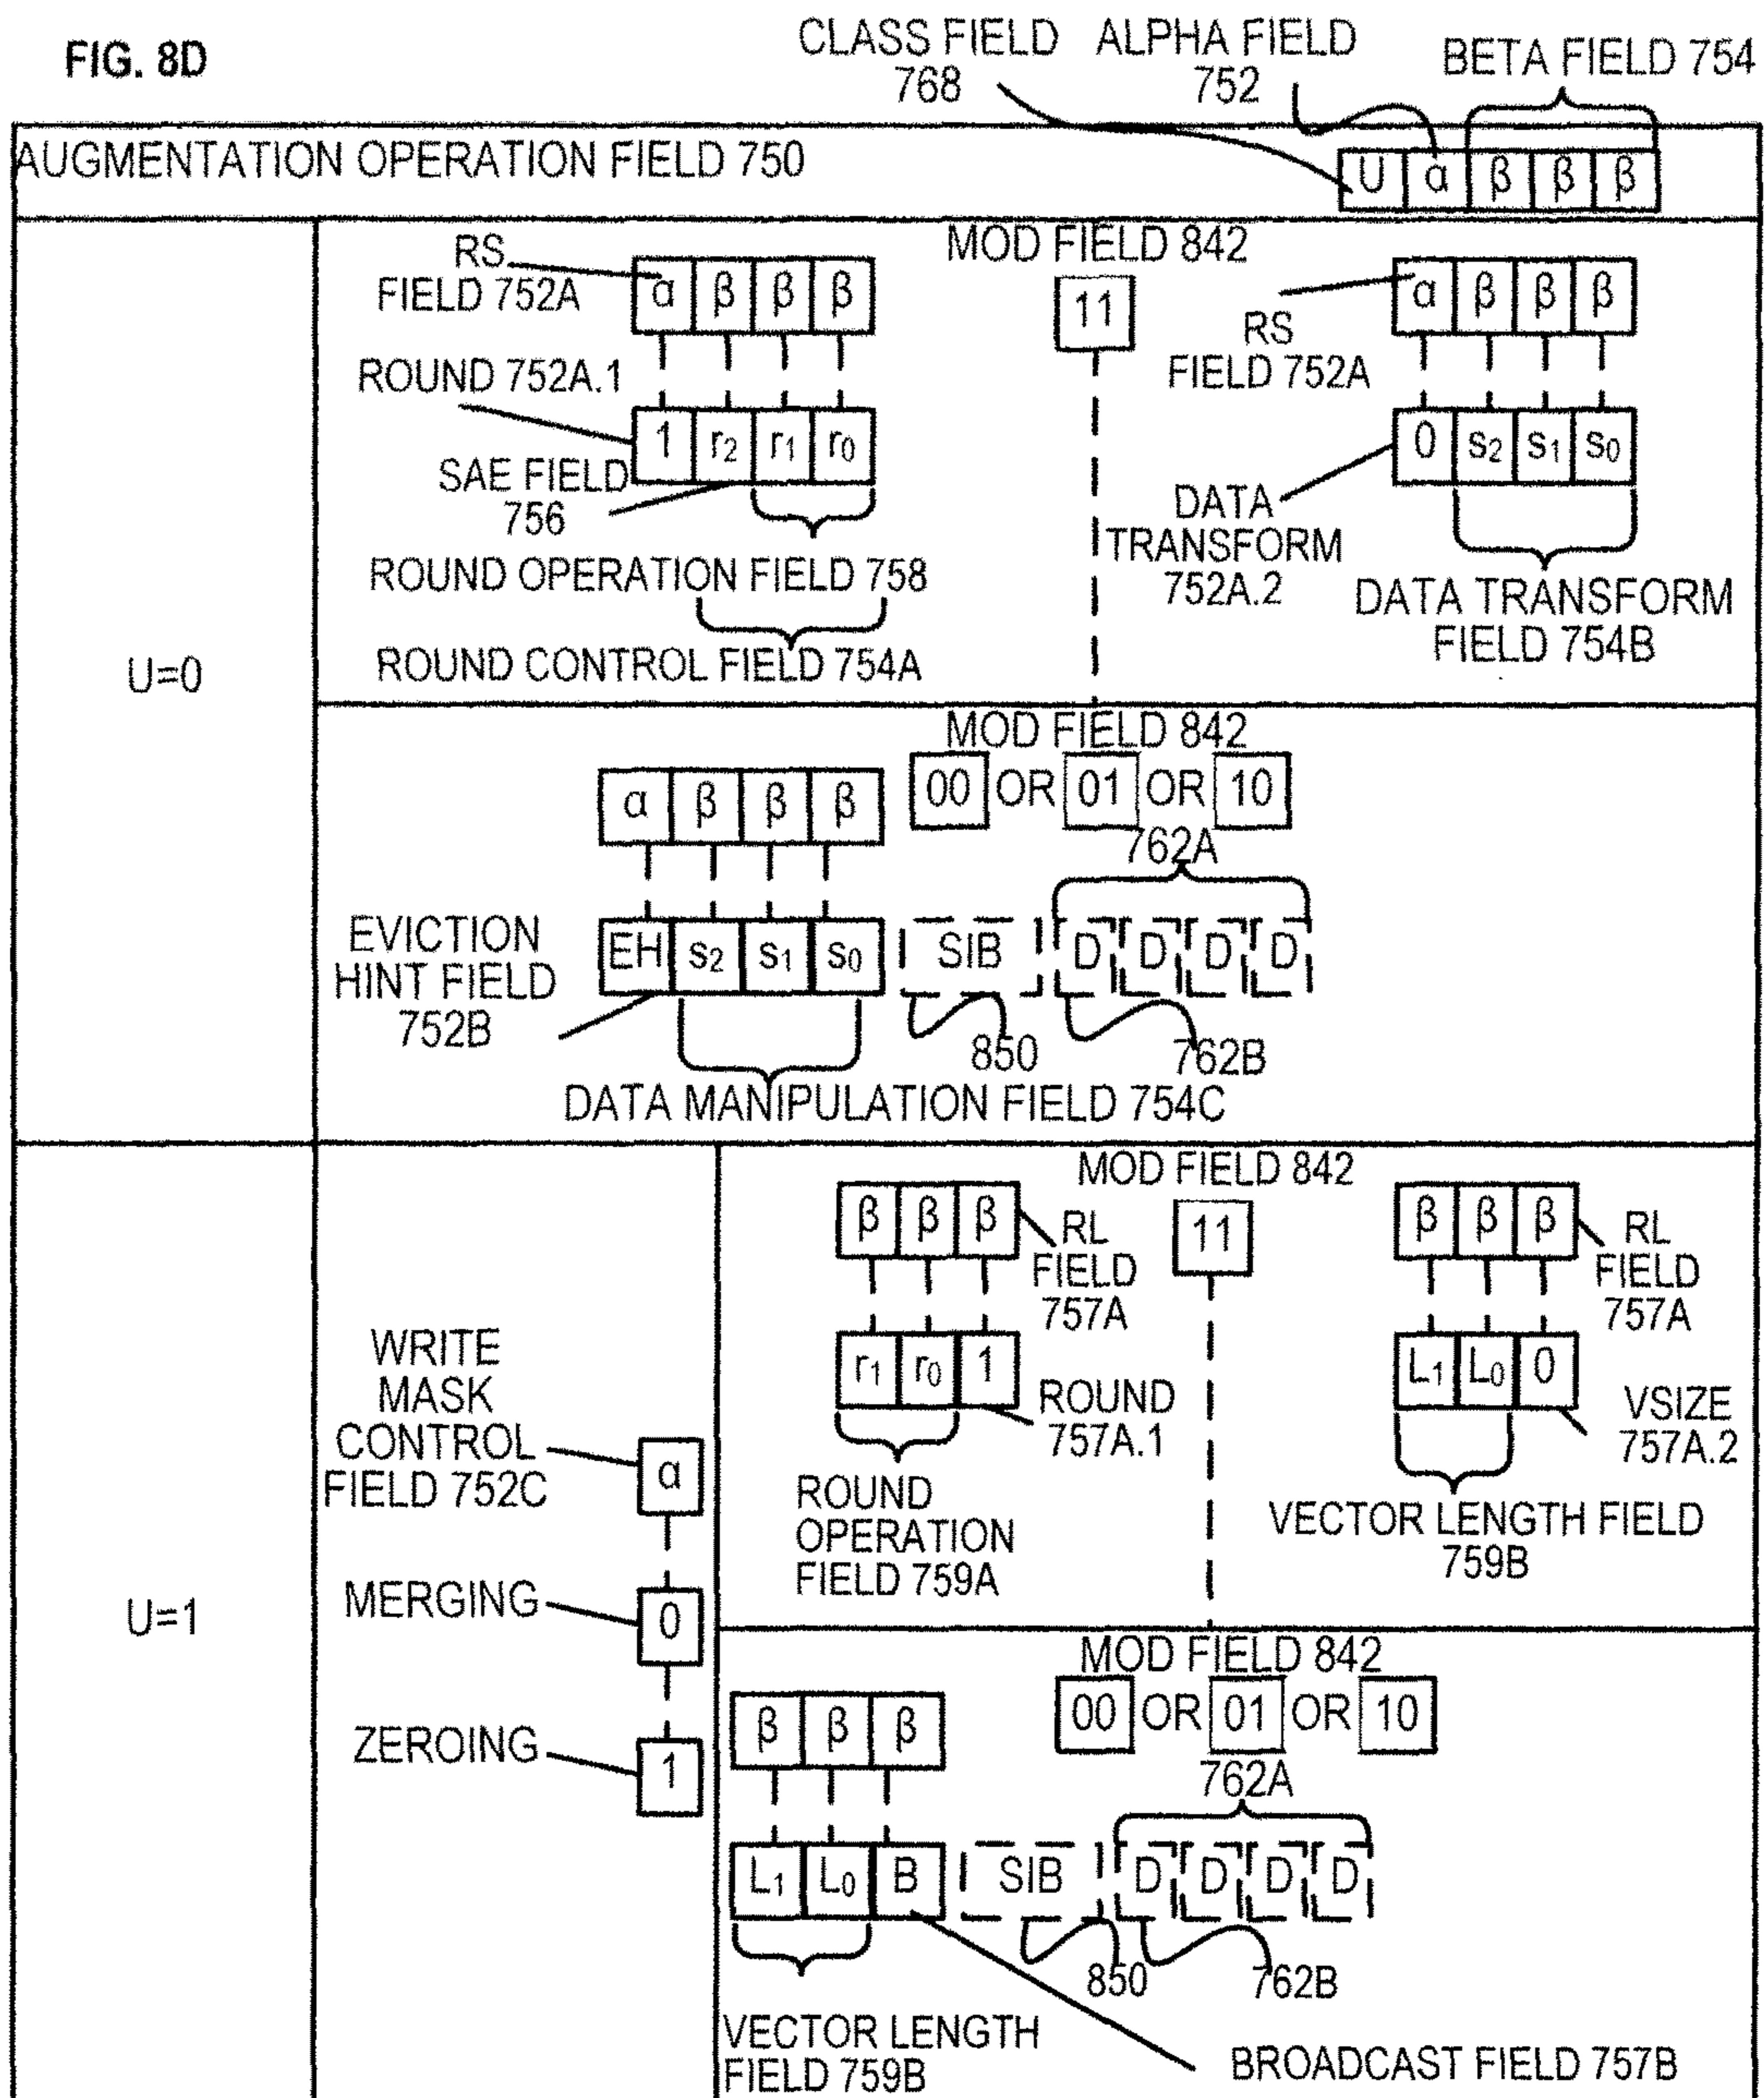 FIG. 8D
CLASS FIELD
768
ALPHA FIELD
752
BETA FIELD 754
AUGMENTATION OPERATION FIELD 750
U α β β β
U=0
MOD FIELD 842
11
RS
FIELD 752A
α β β β
ROUND 752A.1
1 r2 r1 r0
SAE FIELD
756
ROUND OPERATION FIELD 758
ROUND CONTROL FIELD 754A
α β β β
RS
FIELD 752A
0 s2 s1 s0
DATA
TRANSFORM
752A.2
DATA TRANSFORM
FIELD 754B
MOD FIELD 842
00 OR 01 OR 10
α β β β
762A
EVICTION
HINT FIELD
752B
EH s2 s1 s0 SIB D D D D
850
762B
DATA MANIPULATION FIELD 754C
U=1
WRITE
MASK
CONTROL
FIELD 752C
α
MERGING
0
ZEROING
1
MOD FIELD 842
11
β β β
RL
FIELD
757A
r1 r0 1
ROUND
757A.1
ROUND
OPERATION
FIELD 759A
β β β
RL
FIELD
757A
L1 L0 0
VSIZE
757A.2
VECTOR LENGTH FIELD
759B
MOD FIELD 842
00 OR 01 OR 10
β β β
762A
L1 L0 B SIB D D D D
850
762B
VECTOR LENGTH
FIELD 759B
BROADCAST FIELD 757B